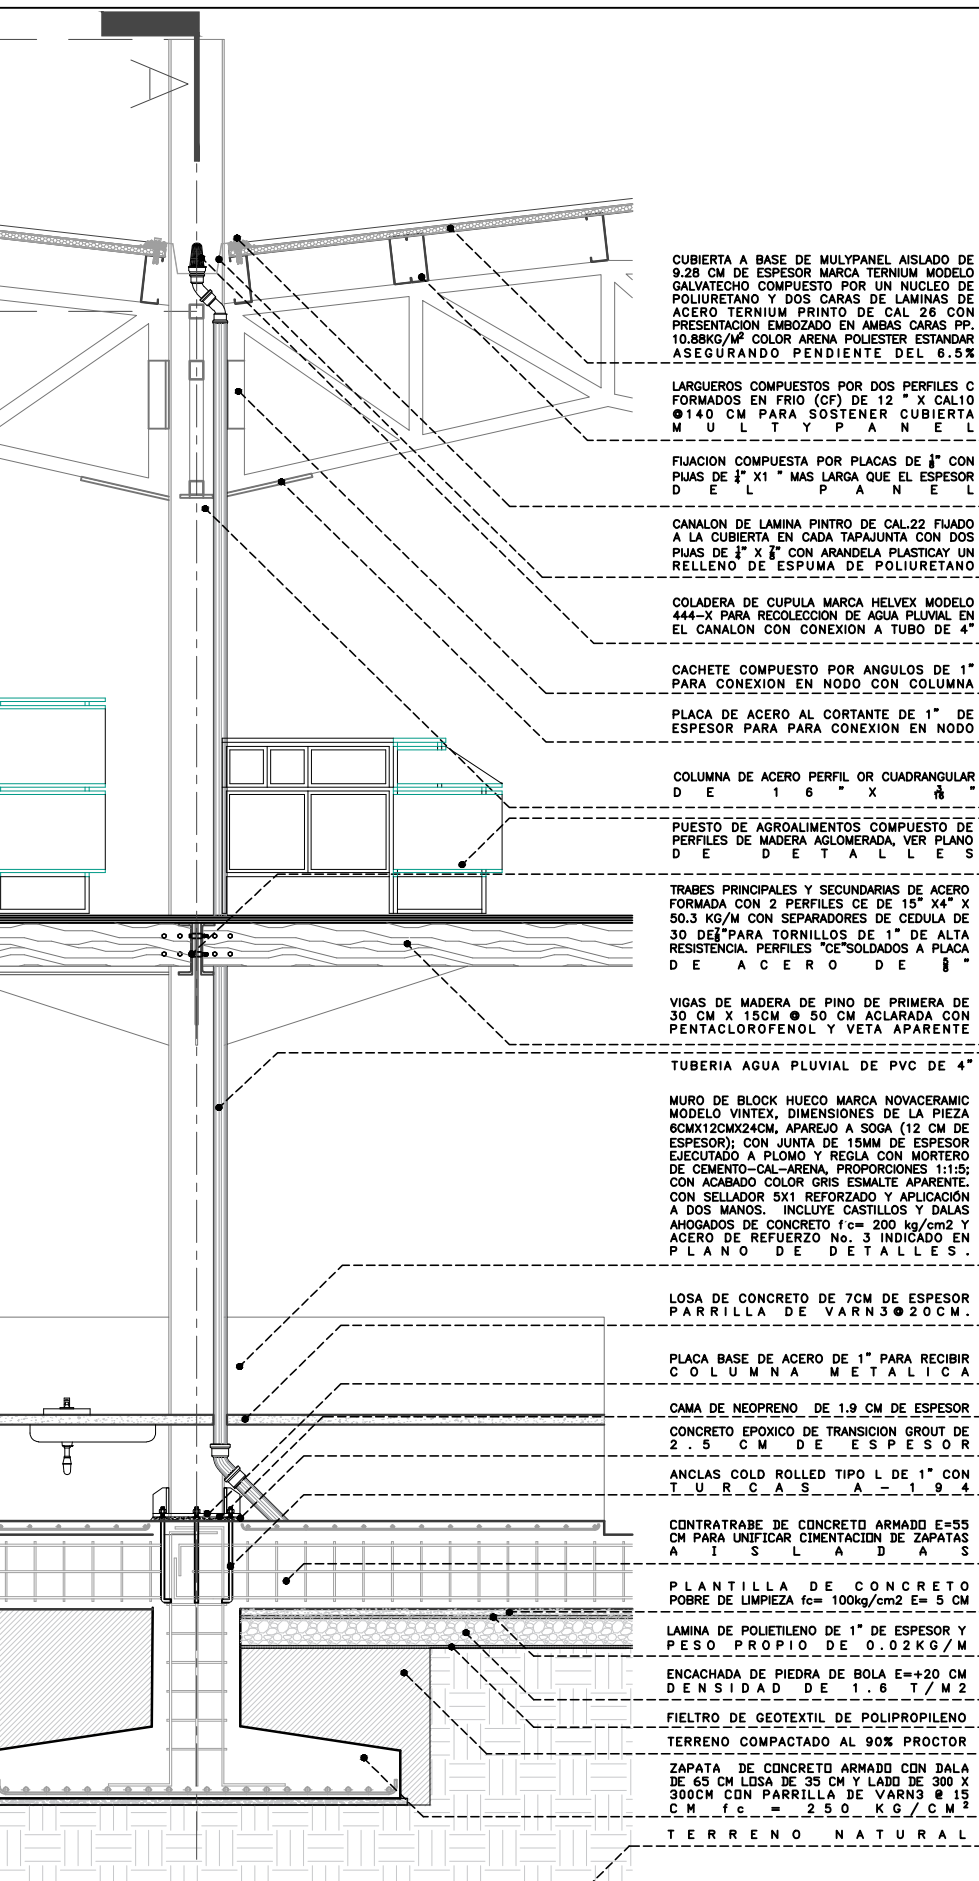 CUBIERTA A BASE DE MULYPANEL AISLADO DE
9.28 CM DE ESPESOR MARCA TERNIUM MODELO
GALVATECHO COMPUESTO POR UN NUCLEO DE
POLIURETANO Y DOS CARAS DE LAMINAS DE
ACERO TERNIUM PRINTO DE CAL 26 CON
PRESENTACION EMBOZADO EN AMBAS CARAS PP.
10.88KG/M² COLOR ARENA POLIESTER ESTANDAR
ASEGURANDO PENDIENTE DEL 6.5%
LARGUEROS COMPUESTOS POR DOS PERFILES C
FORMADOS EN FRIO (CF) DE 12 " X CAL10
@140 CM PARA SOSTENER CUBIERTA
M U L T Y P A N E L
FIJACION COMPUESTA POR PLACAS DE 1/8" CON
PIJAS DE 1/4" X1 " MAS LARGA QUE EL ESPESOR
D E L P A N E L
CANALON DE LAMINA PINTRO DE CAL.22 FIJADO
A LA CUBIERTA EN CADA TAPAJUNTA CON DOS
PIJAS DE 1/4" X 7/8" CON ARANDELA PLASTICAY UN
RELLENO DE ESPUMA DE POLIURETANO
COLADERA DE CUPULA MARCA HELVEX MODELO
444-X PARA RECOLECCION DE AGUA PLUVIAL EN
EL CANALON CON CONEXION A TUBO DE 4"
CACHETE COMPUESTO POR ANGULOS DE 1"
PARA CONEXION EN NODO CON COLUMNA
PLACA DE ACERO AL CORTANTE DE 1" DE
ESPESOR PARA PARA CONEXION EN NODO
COLUMNA DE ACERO PERFIL OR CUADRANGULAR
D E 1 6 " X 3/16 "
PUESTO DE AGROALIMENTOS COMPUESTO DE
PERFILES DE MADERA AGLOMERADA, VER PLANO
D E D E T A L L E S
TRABES PRINCIPALES Y SECUNDARIAS DE ACERO
FORMADA CON 2 PERFILES CE DE 15" X4" X
50.3 KG/M CON SEPARADORES DE CEDULA DE
30 DE "PARA TORNILLOS DE 1" DE ALTA
RESISTENCIA. PERFILES "CE"SOLDADOS A PLACA
D E A C E R O D E 5/8 "
VIGAS DE MADERA DE PINO DE PRIMERA DE
30 CM X 15CM @ 50 CM ACLARADA CON
PENTACLOROFENOL Y VETA APARENTE
TUBERIA AGUA PLUVIAL DE PVC DE 4"
MURO DE BLOCK HUECO MARCA NOVACERAMIC
MODELO VINTEX, DIMENSIONES DE LA PIEZA
6CMX12CMX24CM, APAREJO A SOGA (12 CM DE
ESPESOR); CON JUNTA DE 15MM DE ESPESOR
EJECUTADO A PLOMO Y REGLA CON MORTERO
DE CEMENTO-CAL-ARENA, PROPORCIONES 1:1:5;
CON ACABADO COLOR GRIS ESMALTE APARENTE.
CON SELLADOR 5X1 REFORZADO Y APLICACIÓN
A DOS MANOS. INCLUYE CASTILLOS Y DALAS
AHOGADOS DE CONCRETO f'c= 200 kg/cm2 Y
ACERO DE REFUERZO No. 3 INDICADO EN
P L A N O D E D E T A L L E S .
LOSA DE CONCRETO DE 7CM DE ESPESOR
PARRILLA DE VARN3@20CM.
PLACA BASE DE ACERO DE 1" PARA RECIBIR
C O L U M N A M E T A L I C A
CAMA DE NEOPRENO DE 1.9 CM DE ESPESOR
CONCRETO EPOXICO DE TRANSICION GROUT DE
2 . 5 C M D E E S P E S O R
ANCLAS COLD ROLLED TIPO L DE 1" CON
T U R C A S A - 1 9 4
CONTRATRABE DE CONCRETO ARMADO E=55
CM PARA UNIFICAR CIMENTACION DE ZAPATAS
A I S L A D A S
P L A N T I L L A D E C O N C R E T O
POBRE DE LIMPIEZA fc= 100kg/cm2 E= 5 CM
LAMINA DE POLIETILENO DE 1" DE ESPESOR Y
PESO PROPIO DE 0.02KG/M
ENCACHADA DE PIEDRA DE BOLA E=+20 CM
DENSIDAD DE 1.6 T/M2
FIELTRO DE GEOTEXTIL DE POLIPROPILENO
TERRENO COMPACTADO AL 90% PROCTOR
ZAPATA DE CONCRETO ARMADO CON DALA
DE 65 CM LOSA DE 35 CM Y LADO DE 300 X
300CM CON PARRILLA DE VARN3 @ 15
C M f c = 2 5 0 K G / C M ²
T E R R E N O N A T U R A L